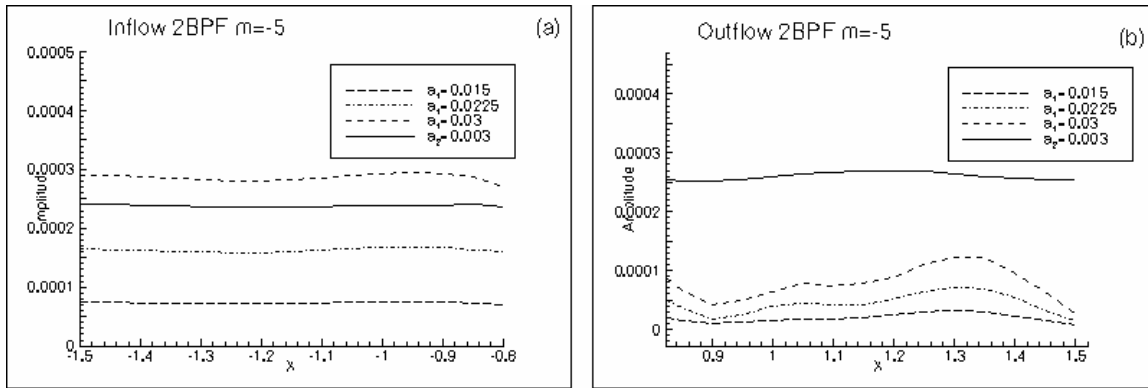 Inflow 2BPF m=-5
(a)
0.0005
0.0004
0.0003
0.0002
0.0001
0
mplitude
a₁=0.015
a₁=0.0225
a₁=0.03
a₂=0.003
-1.5 -1.4 -1.3 -1.2 -1.1 -1 -0.9 -0.8
X
Outflow 2BPF m=-5
(b)
0.0004
0.0003
0.0002
0.0001
0
Amplitude
a₁=0.015
a₁=0.0225
a₁=0.03
a₂=0.003
0.9 1 1.1 1.2 1.3 1.4 1.5
X